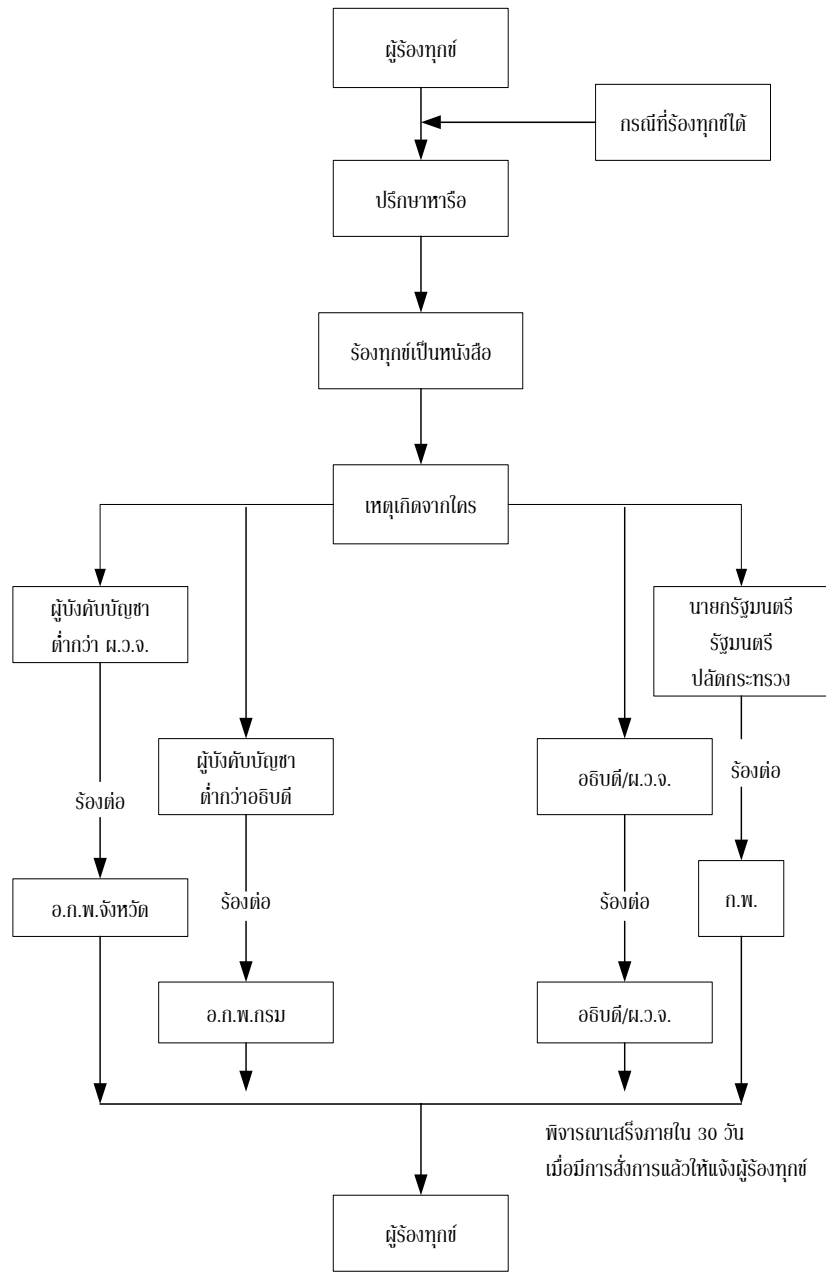 ผู้ร้องทุกข์
กรณีที่ร้องทุกข์ได้
ปรึกษาหารือ
ร้องทุกข์เป็นหนังสือ
เหตุเกิดจากใคร
ผู้บังคับบัญชา
ต่ำกว่า ผ.ว.จ.
นายกรัฐมนตรี
รัฐมนตรี
ปลัดกระทรวง
ผู้บังคับบัญชา
ต่ำกว่าอธิบดี
อธิบดี/ผ.ว.จ.
ร้องต่อ
ร้องต่อ
อ.ก.พ.จังหวัด
ก.พ.
ร้องต่อ
ร้องต่อ
อ.ก.พ.กรม
อธิบดี/ผ.ว.จ.
พิจารณาเสร็จภายใน 30 วัน
เมื่อมีการสั่งการแล้วให้แจ้งผู้ร้องทุกข์
ผู้ร้องทุกข์